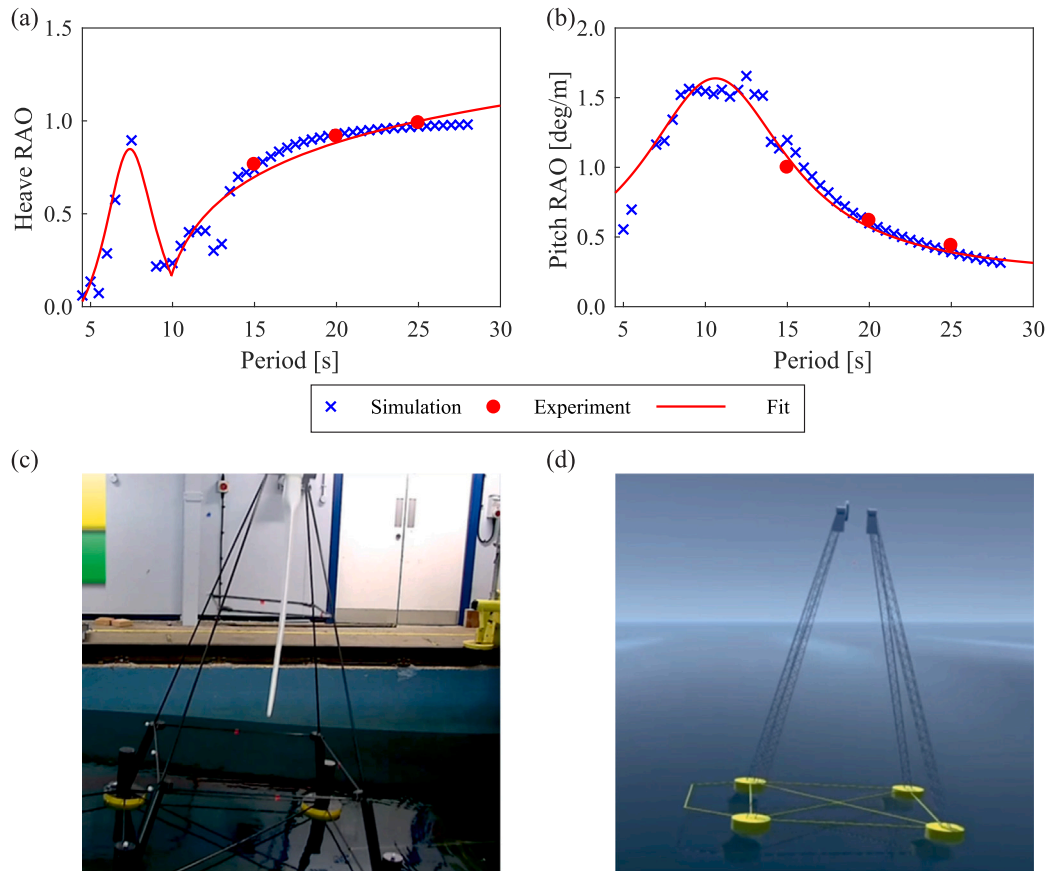 (a)
1.5
1.0
0.5
0.0
Heave RAO
5
10
15
20
25
30
Period [s]
(b)
2.0
1.5
1.0
0.5
0.0
Pitch RAO [deg/m]
5
10
15
20
25
30
Period [s]
Simulation
Experiment
Fit
(c)
(d)